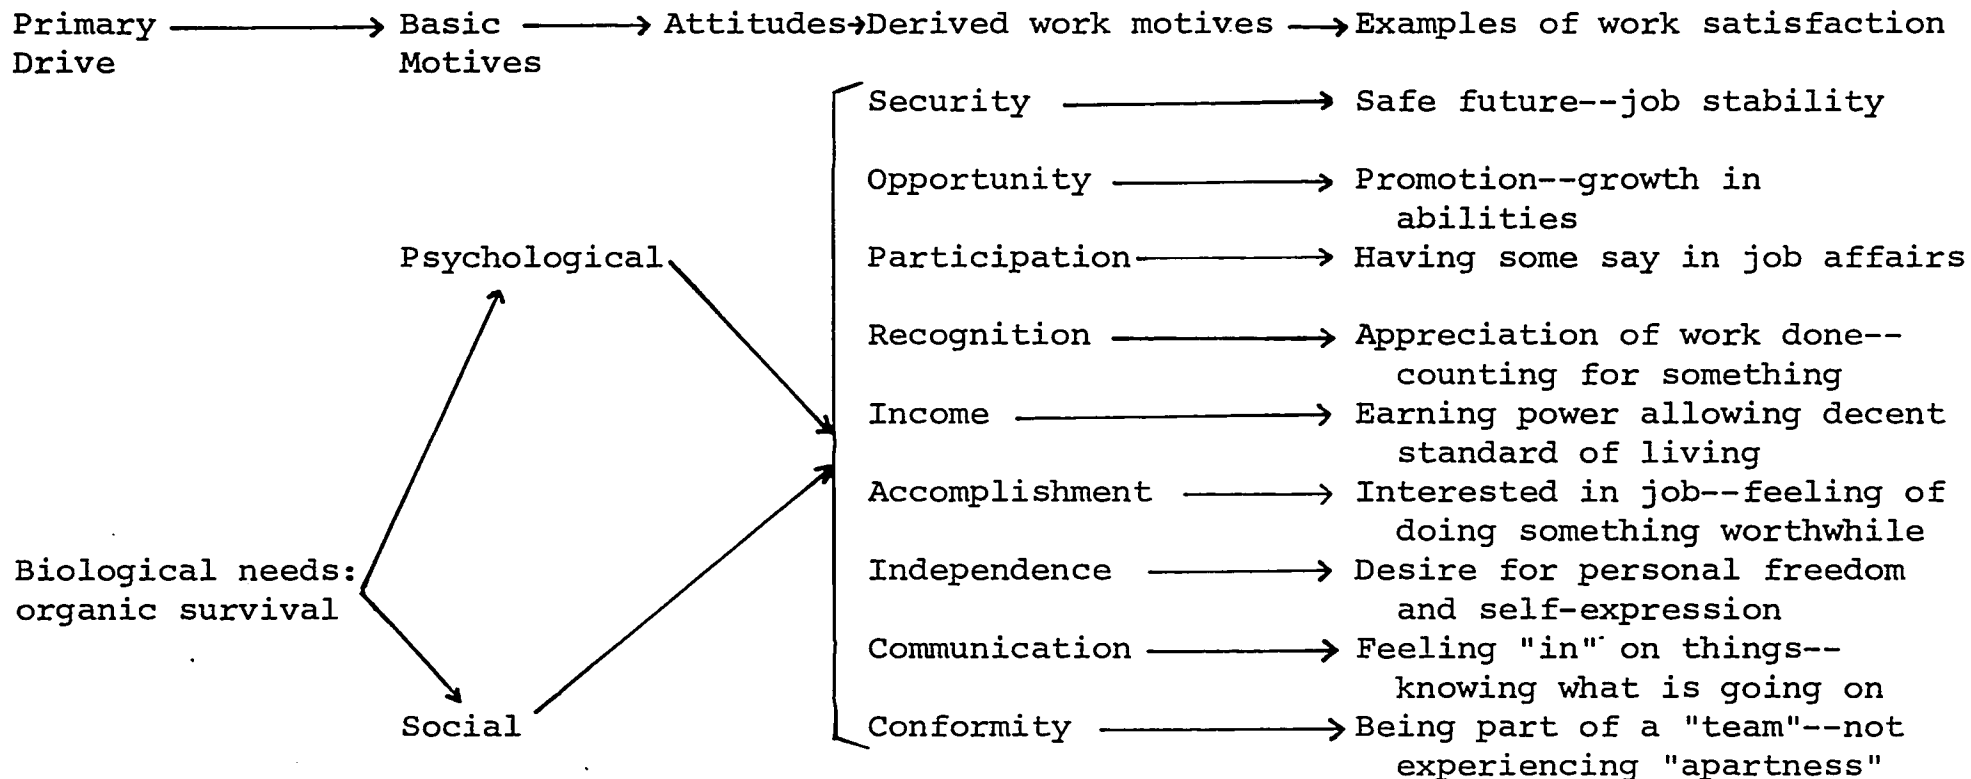 Primary Basic Attitudes Derived work motives Examples of work satisfaction
Drive Motives
Security Safe future--job stability
Opportunity Promotion--growth in
abilities
Psychological Participation Having some say in job affairs
Recognition Appreciation of work done--
counting for something
Income Earning power allowing decent
standard of living
Accomplishment Interested in job--feeling of
doing something worthwhile
Biological needs: Independence Desire for personal freedom
organic survival and self-expression
Communication Feeling "in" on things--
knowing what is going on
Social Conformity Being part of a "team"--not
experiencing "apartness"